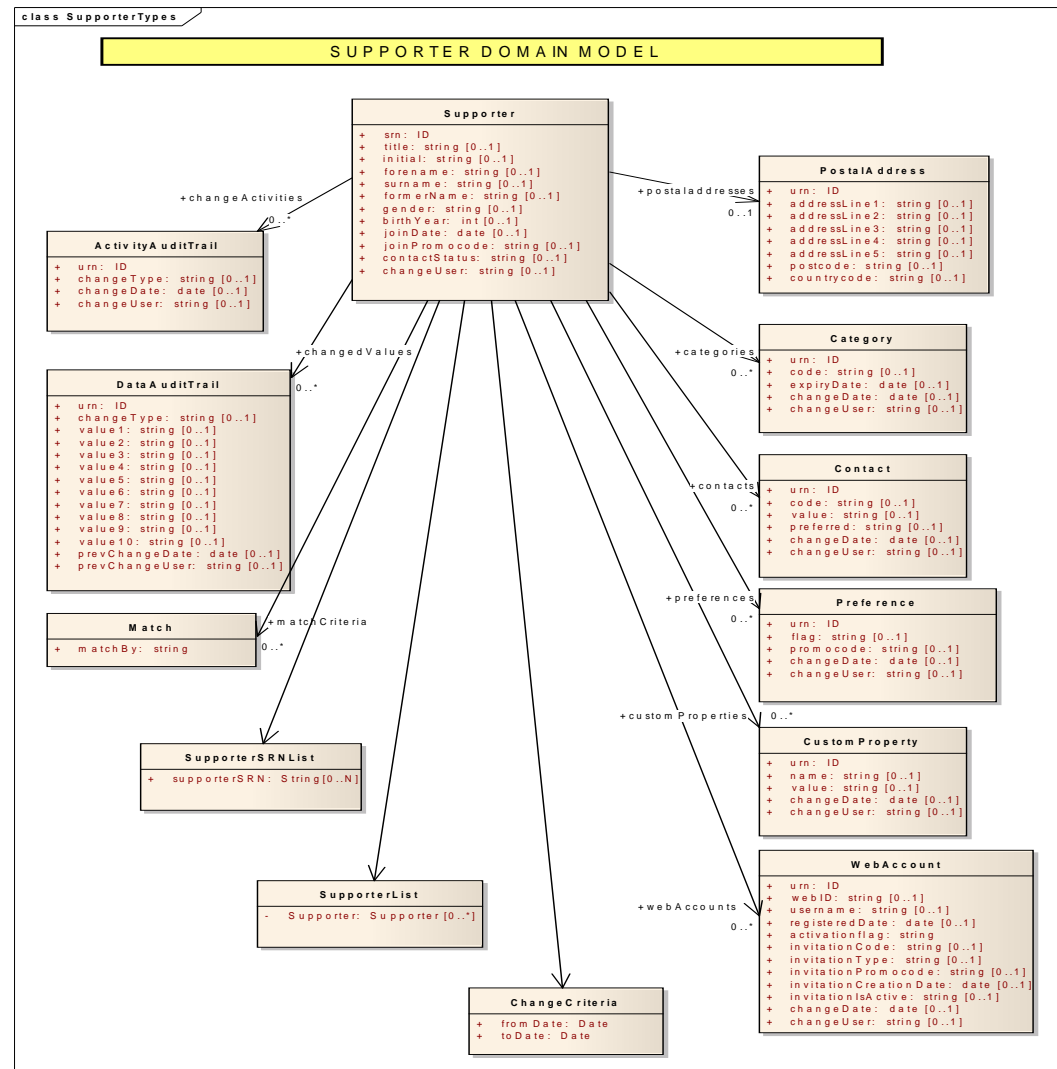 class SupporterTypes
SUPPORTER DOMAIN MODEL
Supporter
+ srn: ID
+ title: string [0..1]
+ initial: string [0..1]
+ forename: string [0..1]
+ surname: string [0..1]
+ formerName: string [0..1]
+ gender: string [0..1]
+ birthYear: int [0..1]
+ joinDate: date [0..1]
+ joinPromocode: string [0..1]
+ contactStatus: string [0..1]
+ changeUser: string [0..1]
+changeActivities
0..*
ActivityAuditTrail
+ urn: ID
+ changeType: string [0..1]
+ changeDate: date [0..1]
+ changeUser: string [0..1]
+changedValues
0..*
DataAuditTrail
+ urn: ID
+ changeType: string [0..1]
+ value1: string [0..1]
+ value2: string [0..1]
+ value3: string [0..1]
+ value4: string [0..1]
+ value5: string [0..1]
+ value6: string [0..1]
+ value7: string [0..1]
+ value8: string [0..1]
+ value9: string [0..1]
+ value10: string [0..1]
+ prevChangeDate: date [0..1]
+ prevChangeUser: string [0..1]
Match
+ matchBy: string
+matchCriteria
0..*
SupporterSRNList
+ supporterSRN: String[0..N]
SupporterList
- Supporter: Supporter [0..*]
ChangeCriteria
+ fromDate: Date
+ toDate: Date
+postaladdresses
0..1
PostalAddress
+ urn: ID
+ addressLine1: string [0..1]
+ addressLine2: string [0..1]
+ addressLine3: string [0..1]
+ addressLine4: string [0..1]
+ addressLine5: string [0..1]
+ postcode: string [0..1]
+ countrycode: string [0..1]
+categories
0..*
Category
+ urn: ID
+ code: string [0..1]
+ expiryDate: date [0..1]
+ changeDate: date [0..1]
+ changeUser: string [0..1]
+contacts
0..*
Contact
+ urn: ID
+ code: string [0..1]
+ value: string [0..1]
+ preferred: string [0..1]
+ changeDate: date [0..1]
+ changeUser: string [0..1]
+preferences
0..*
Preference
+ urn: ID
+ flag: string [0..1]
+ promocode: string [0..1]
+ changeDate: date [0..1]
+ changeUser: string [0..1]
+customProperties
0..*
CustomProperty
+ urn: ID
+ name: string [0..1]
+ value: string [0..1]
+ changeDate: date [0..1]
+ changeUser: string [0..1]
+webAccounts
0..*
WebAccount
+ urn: ID
+ webID: string [0..1]
+ username: string [0..1]
+ registeredDate: date [0..1]
+ activationflag: string
+ invitationCode: string [0..1]
+ invitationType: string [0..1]
+ invitationPromocode: string [0..1]
+ invitationCreationDate: date [0..1]
+ invitationIsActive: string [0..1]
+ changeDate: date [0..1]
+ changeUser: string [0..1]